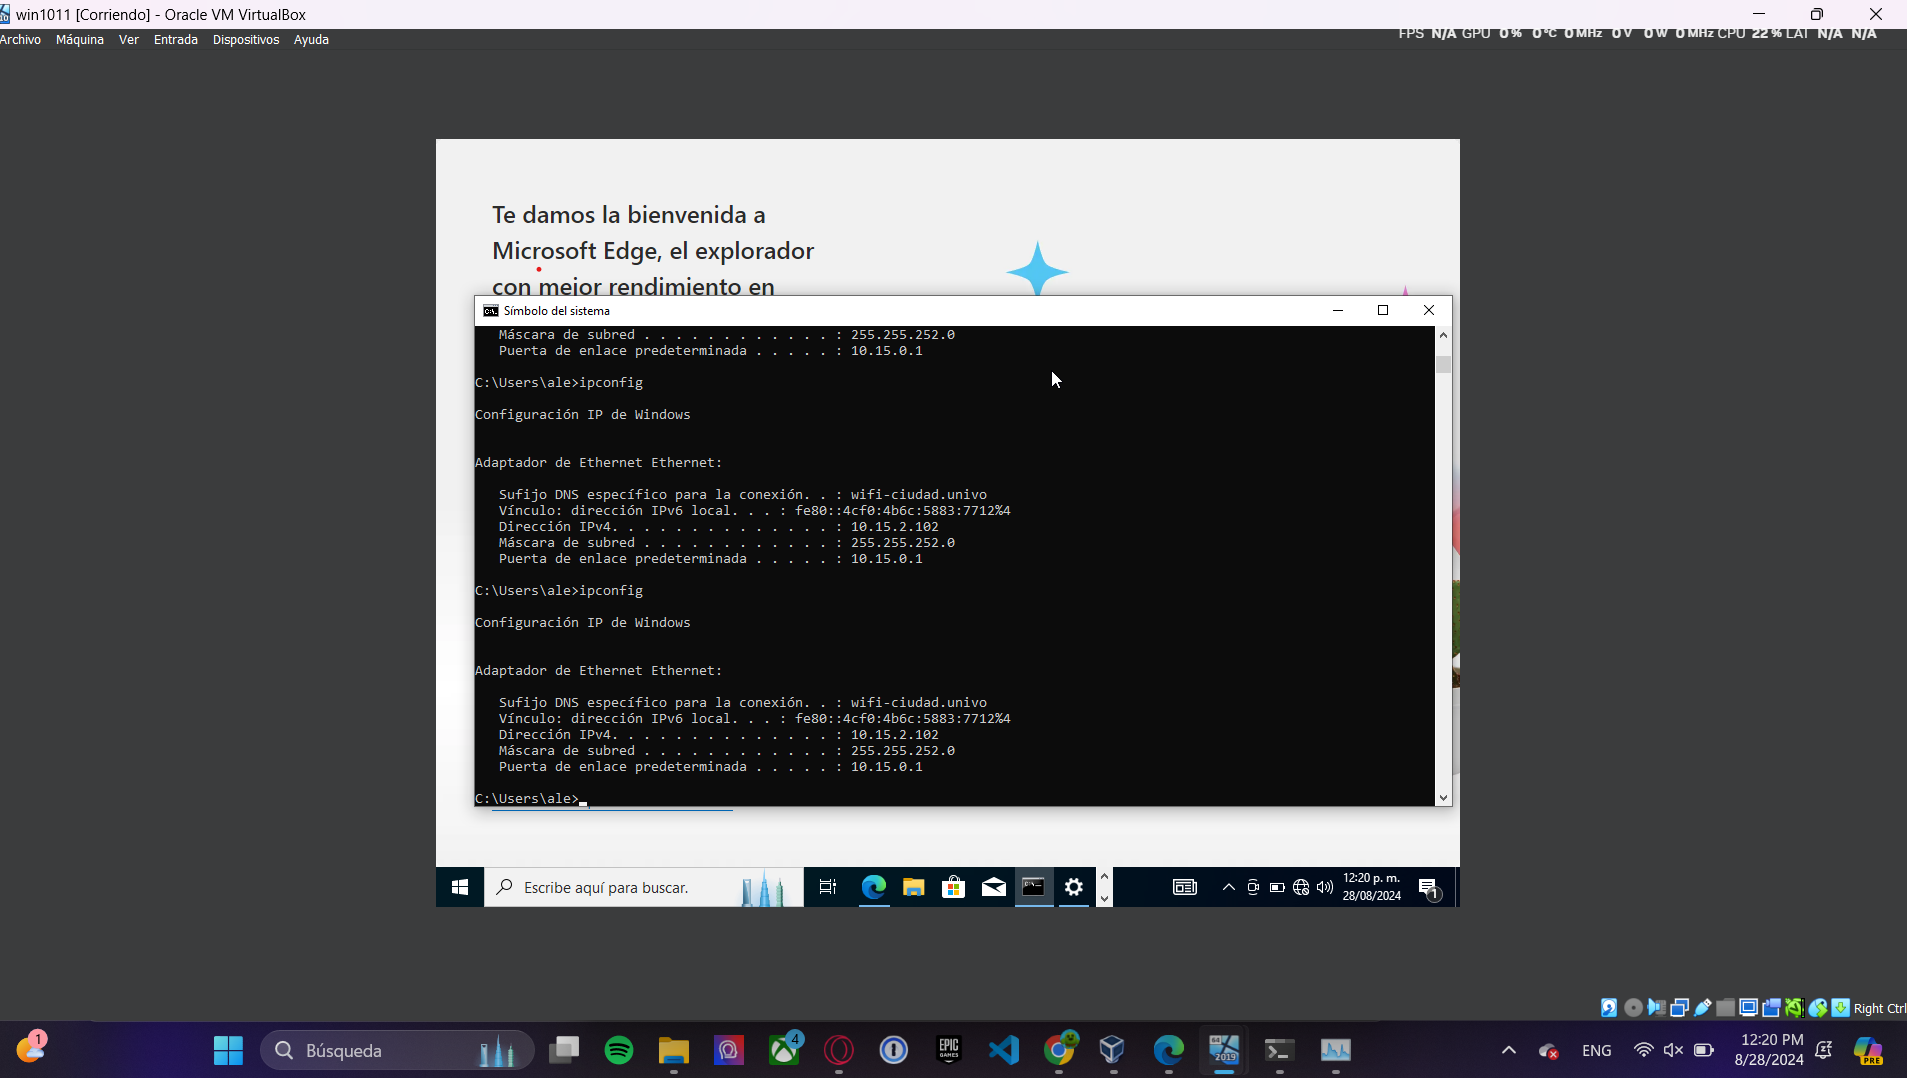 win1011 [Corriendo] - Oracle VM VirtualBox
Archivo Máquina Ver Entrada Dispositivos Ayuda
FPS N/A GPU 0% 0°C 0MHz 0V 0W 0MHz CPU 22% LAT N/A N/A
Te damos la bienvenida a
Microsoft Edge, el explorador
con mejor rendimiento en
Símbolo del sistema
Máscara de subred . . . . . . . . . . . . : 255.255.252.0
Puerta de enlace predeterminada . . . . . : 10.15.0.1
C:\Users\ale>ipconfig
Configuración IP de Windows
Adaptador de Ethernet Ethernet:
Sufijo DNS específico para la conexión. . : wifi-ciudad.univo
Vínculo: dirección IPv6 local. . . : fe80::4cf0:4b6c:5883:7712%4
Dirección IPv4. . . . . . . . . . . . . . : 10.15.2.102
Máscara de subred . . . . . . . . . . . . : 255.255.252.0
Puerta de enlace predeterminada . . . . . : 10.15.0.1
C:\Users\ale>ipconfig
Configuración IP de Windows
Adaptador de Ethernet Ethernet:
Sufijo DNS específico para la conexión. . : wifi-ciudad.univo
Vínculo: dirección IPv6 local. . . : fe80::4cf0:4b6c:5883:7712%4
Dirección IPv4. . . . . . . . . . . . . . : 10.15.2.102
Máscara de subred . . . . . . . . . . . . : 255.255.252.0
Puerta de enlace predeterminada . . . . . : 10.15.0.1
C:\Users\ale>
Escribe aquí para buscar.
12:20 p. m.
28/08/2024
1
Right Ctrl
1
Búsqueda
4
EPIC
GAMES
64
2019
ENG
12:20 PM
8/28/2024
PRE